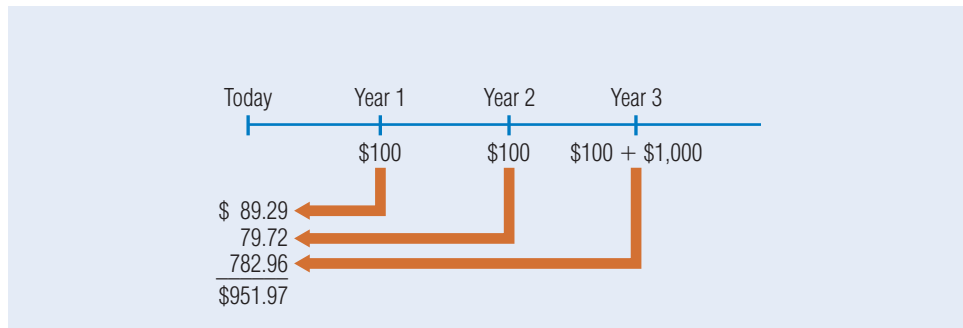 Today Year 1 Year 2 Year 3
$100 $100 $100 + $1,000
$ 89.29
79.72
782.96
$951.97